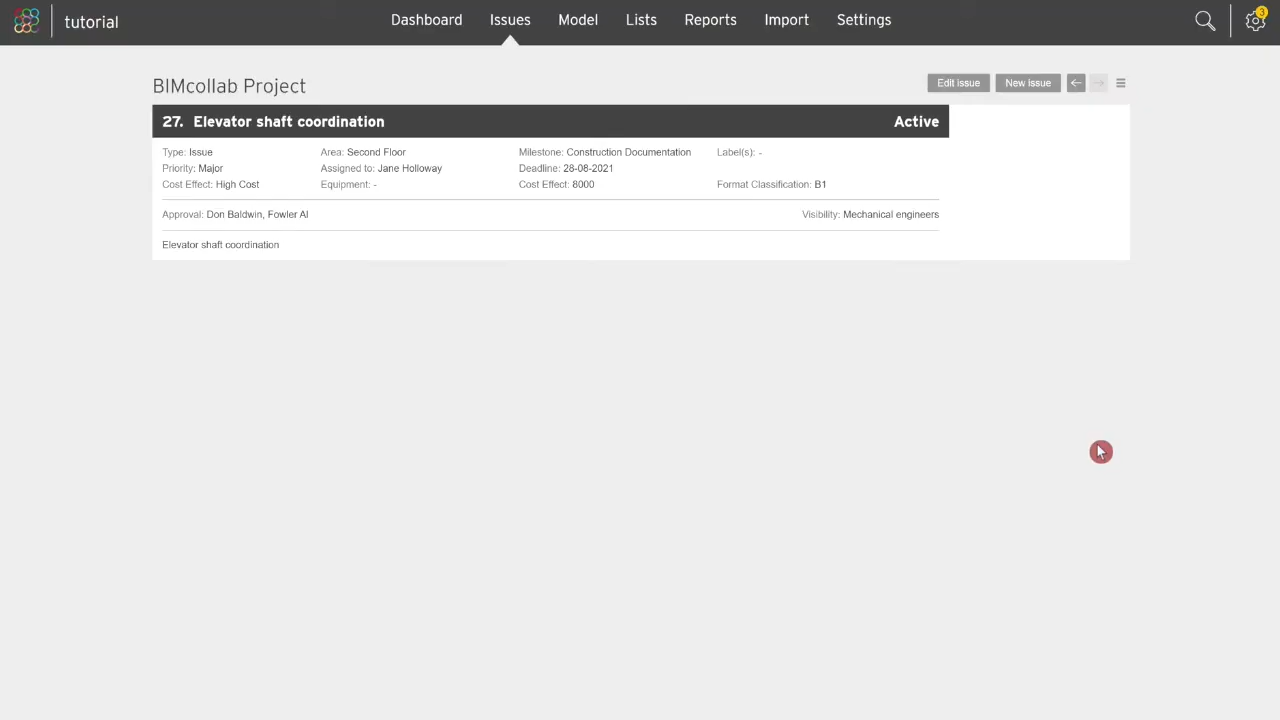 tutorial
Dashboard Issues Model Lists Reports Import Settings
3
BIMcollab Project
Edit issue New issue
27. Elevator shaft coordination Active
Type: Issue Area: Second Floor Milestone: Construction Documentation Label(s): -
Priority: Major Assigned to: Jane Holloway Deadline: 28-08-2021
Cost Effect: High Cost Equipment: - Cost Effect: 8000 Format Classification: B1
Approval: Don Baldwin, Fowler Al Visibility: Mechanical engineers
Elevator shaft coordination